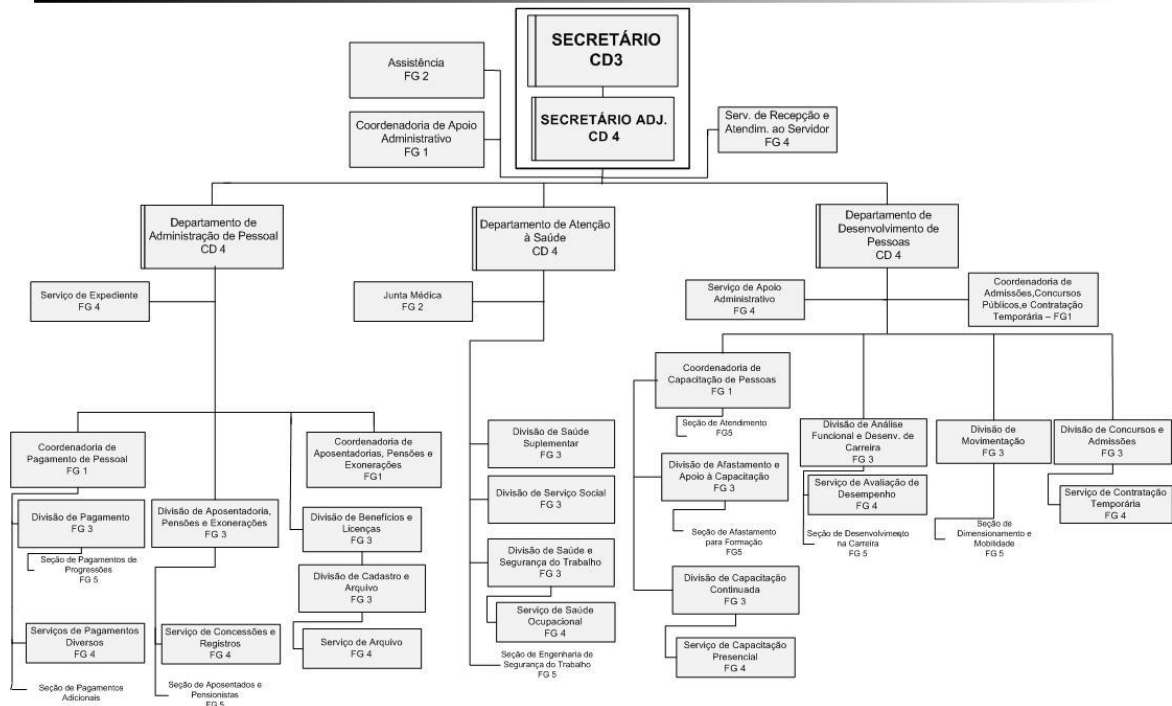 SECRETÁRIO
CD3
SECRETÁRIO ADJ.
CD 4
Assistência
FG 2
Coordenadoria de Apoio
Administrativo
FG 1
Serv. de Recepção e
Atendim. ao Servidor
FG 4
Departamento de
Administração de Pessoal
CD 4
Departamento de Atenção
à Saúde
CD 4
Departamento de
Desenvolvimento de
Pessoas
CD 4
Serviço de Expediente
FG 4
Junta Médica
FG 2
Serviço de Apoio
Administrativo
FG 4
Coordenadoria de
Admissões,Concursos
Públicos,e Contratação
Temporária – FG1
Coordenadoria de
Pagamento de Pessoal
FG 1
Divisão de Pagamento
FG 3
Seção de Pagamentos de
Progressões
FG 5
Serviços de Pagamentos
Diversos
FG 4
Seção de Pagamentos
Adicionais
Divisão de Aposentadoria,
Pensões e Exonerações
FG 3
Serviço de Concessões e
Registros
FG 4
Seção de Aposentados e
Pensionistas
FG 5
Coordenadoria de
Aposentadorias, Pensões e
Exonerações
FG1
Divisão de Benefícios e
Licenças
FG 3
Divisão de Cadastro e
Arquivo
FG 3
Serviço de Arquivo
FG 4
Divisão de Saúde
Suplementar
FG 3
Divisão de Serviço Social
FG 3
Divisão de Saúde e
Segurança do Trabalho
FG 3
Serviço de Saúde
Ocupacional
FG 4
Seção de Engenharia de
Segurança do Trabalho
FG 5
Coordenadoria de
Capacitação de Pessoas
FG 1
Seção de Atendimento
FG5
Divisão de Afastamento e
Apoio à Capacitação
FG 3
Seção de Afastamento
para Formação
FG5
Divisão de Capacitação
Continuada
FG 3
Serviço de Capacitação
Presencial
FG 4
Divisão de Análise
Funcional e Desenv. de
Carreira
FG 3
Serviço de Avaliação de
Desempenho
FG 4
Seção de Desenvolvimeqto
na Carreira
FG 5
Divisão de
Movimentação
FG 3
Seção de
Dimensionamento e
Mobilidade
FG 5
Divisão de Concursos e
Admissões
FG 3
Serviço de Contratação
Temporária
FG 4